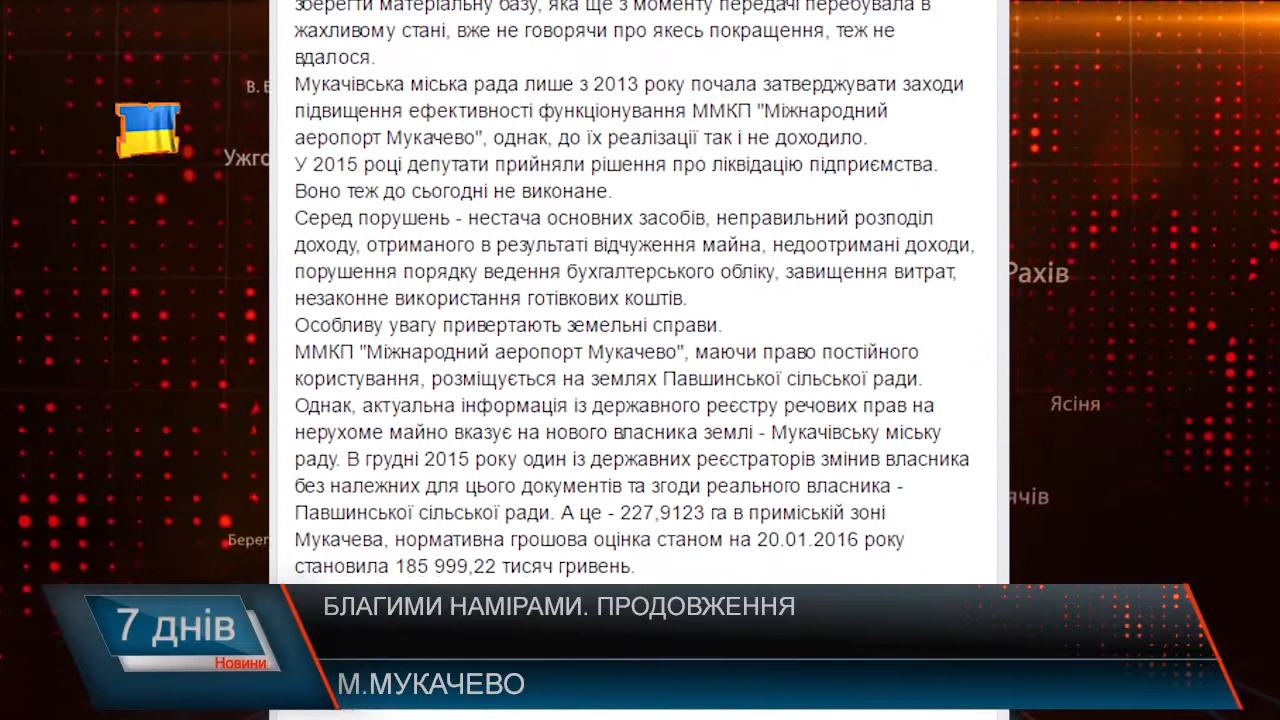 зберегти матеріальну базу, яка ще з моменту передачі перебувала в
жахливому стані, вже не говорячи про якесь покращення, теж не
вдалося.
Мукачівська міська рада лише з 2013 року почала затверджувати заходи
підвищення ефективності функціонування ММКП "Міжнародний
аеропорт Мукачево", однак, до їх реалізації так і не доходило.
У 2015 році депутати прийняли рішення про ліквідацію підприємства.
Воно теж до сьогодні не виконане.
Серед порушень - нестача основних засобів, неправильний розподіл
доходу, отриманого в результаті відчуження майна, недоотримані доходи,
порушення порядку ведення бухгалтерського обліку, завищення витрат,
незаконне використання готівкових коштів.
Особливу увагу привертають земельні справи.
ММКП "Міжнародний аеропорт Мукачево", маючи право постійного
користування, розміщується на землях Павшинської сільської ради.
Однак, актуальна інформація із державного реєстру речових прав на
нерухоме майно вказує на нового власника землі - Мукачівську міську
раду. В грудні 2015 року один із державних реєстраторів змінив власника
без належних для цього документів та згоди реального власника -
Павшинської сільської ради. А це - 227,9123 га в приміській зоні
Мукачева, нормативна грошова оцінка станом на 20.01.2016 року
становила 185 999,22 тисяч гривень.
В. Б
Ужго
Берег
Рахів
Ясіня
ячів
7 днів
Новини
БЛАГИМИ НАМІРАМИ. ПРОДОВЖЕННЯ
М.МУКАЧЕВО